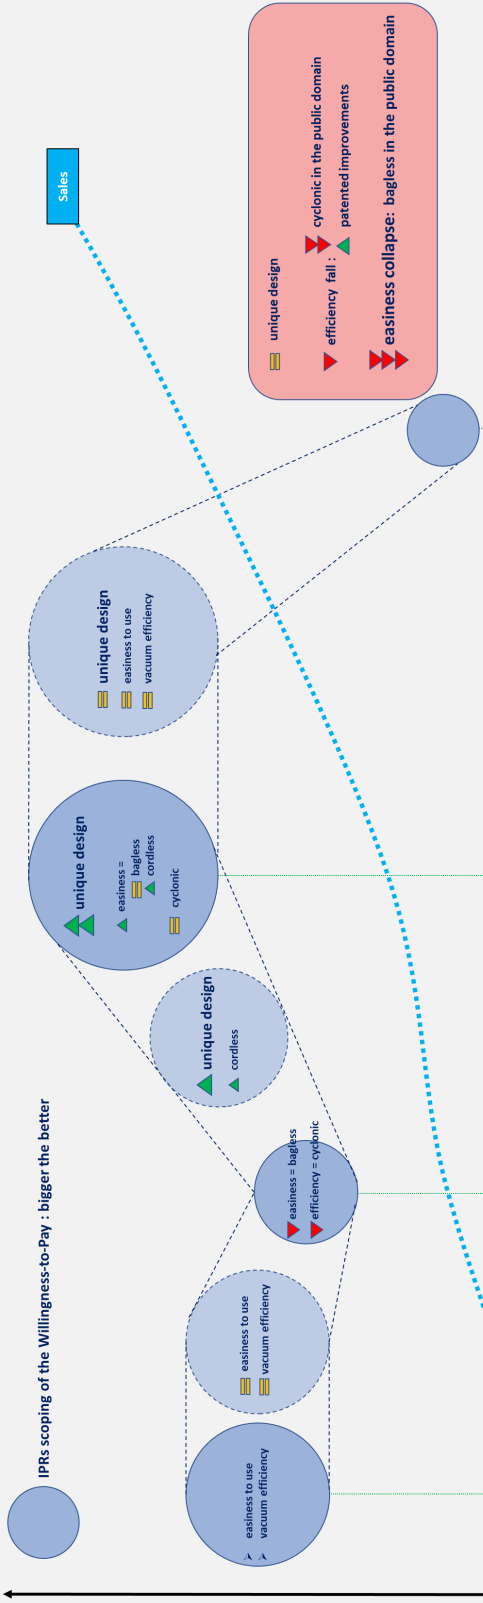 IPRs scoping of the Willingness-to-Pay : bigger the better
easiness to use
vacuum efficiency
easiness to use
vacuum efficiency
easiness = bagless
efficiency = cyclonic
unique design
cordless
unique design
easiness =
bagless
cordless
cyclonic
unique design
easiness to use
vacuum efficiency
Sales
unique design
efficiency fall :
cyclonic in the public domain
patented improvements
easiness collapse: bagless in the public domain